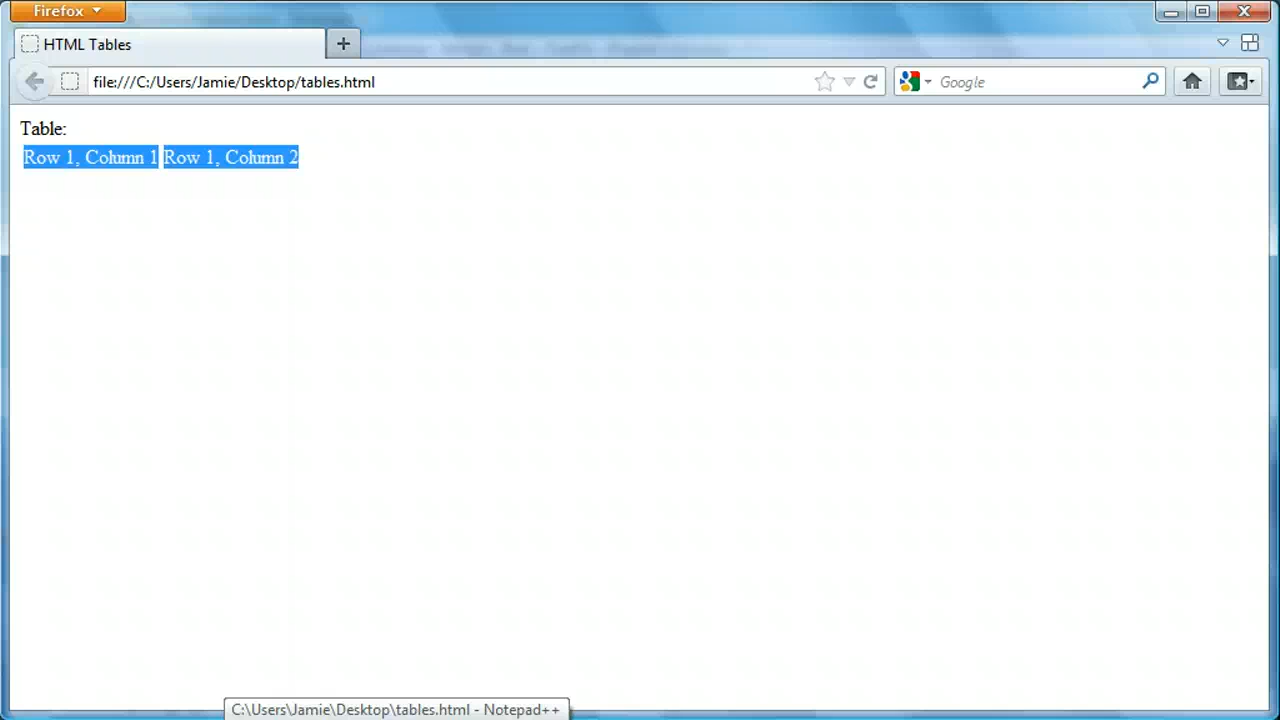 Firefox
HTML Tables
file:///C:/Users/Jamie/Desktop/tables.html
Google
Table:
Row 1, Column 1 Row 1, Column 2
C:\Users\Jamie\Desktop\tables.html - Notepad++